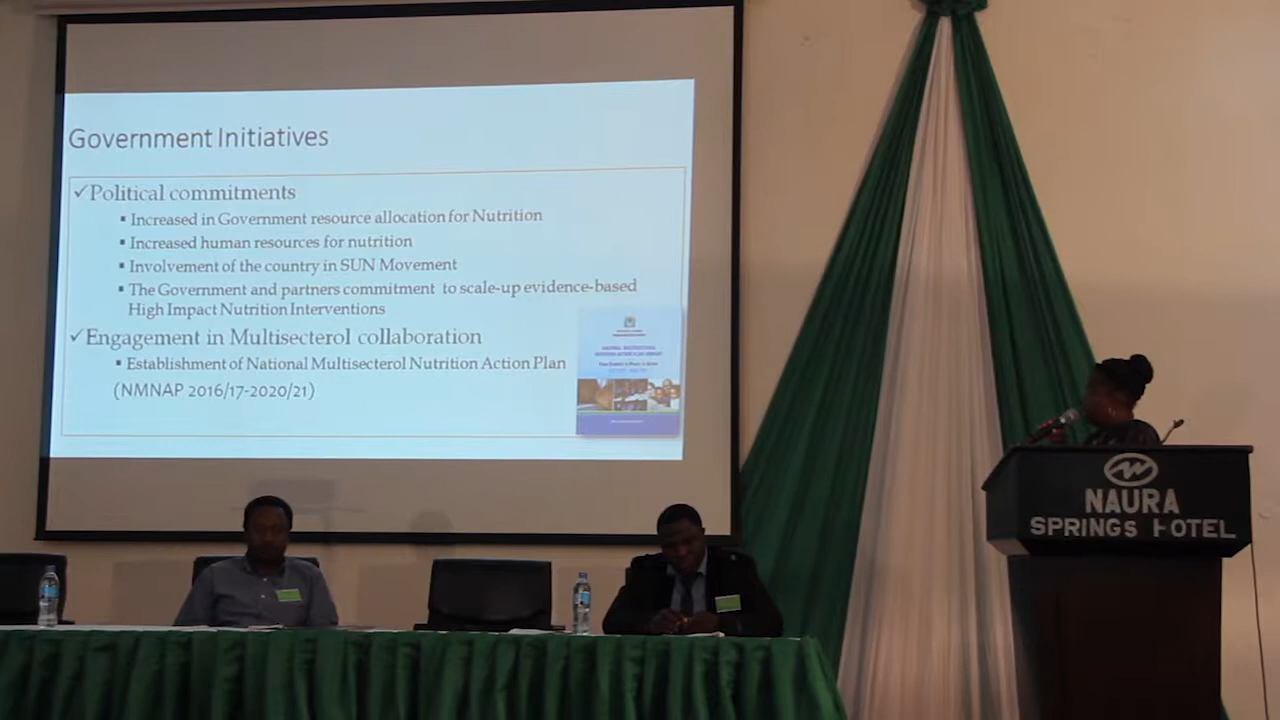 Government Initiatives
✓Political commitments
▪ Increased in Government resource allocation for Nutrition
▪ Increased human resources for nutrition
▪ Involvement of the country in SUN Movement
▪ The Government and partners commitment to scale-up evidence-based
High Impact Nutrition Interventions
✓Engagement in Multisecterol collaboration
▪ Establishment of National Multisecterol Nutrition Action Plan
(NMNAP 2016/17-2020/21)
NAURA
SPRINGS HOTEL